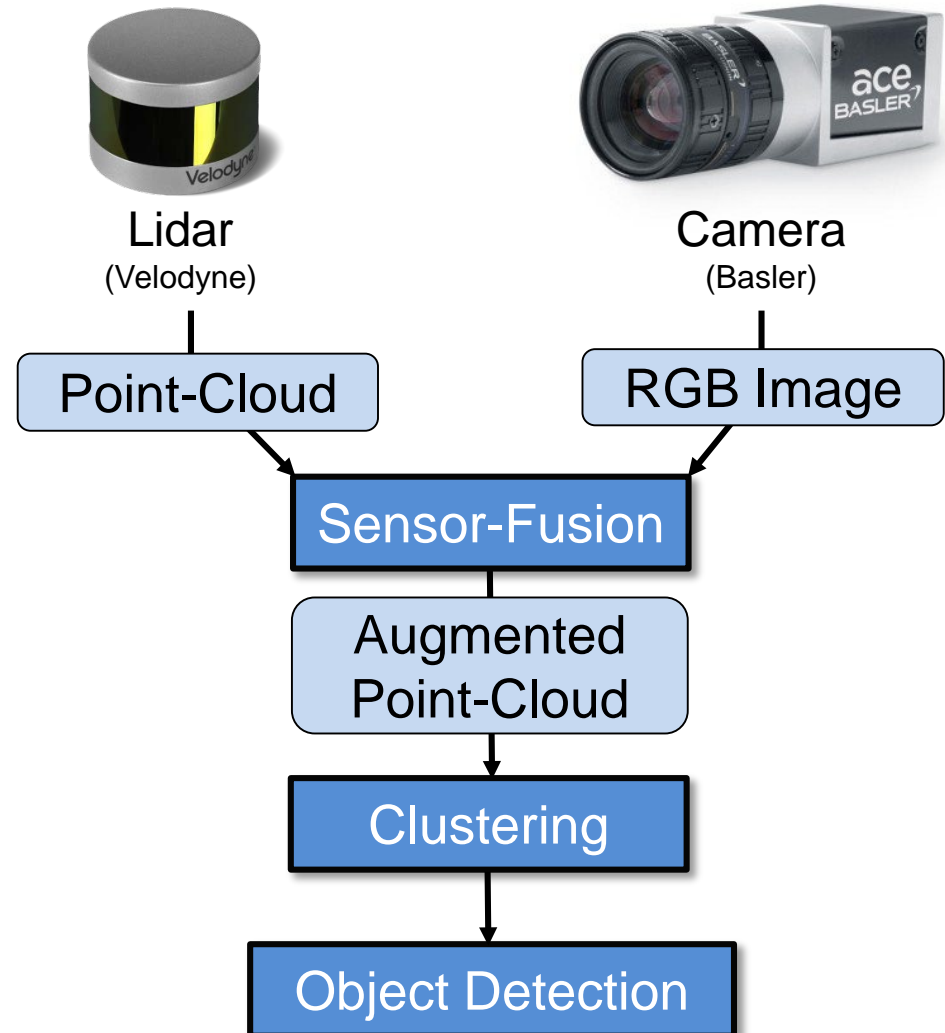 Velodyne
BASLER
ace
BASLER
Lidar
(Velodyne)
Camera
(Basler)
Point-Cloud
RGB Image
Sensor-Fusion
Augmented
Point-Cloud
Clustering
Object Detection